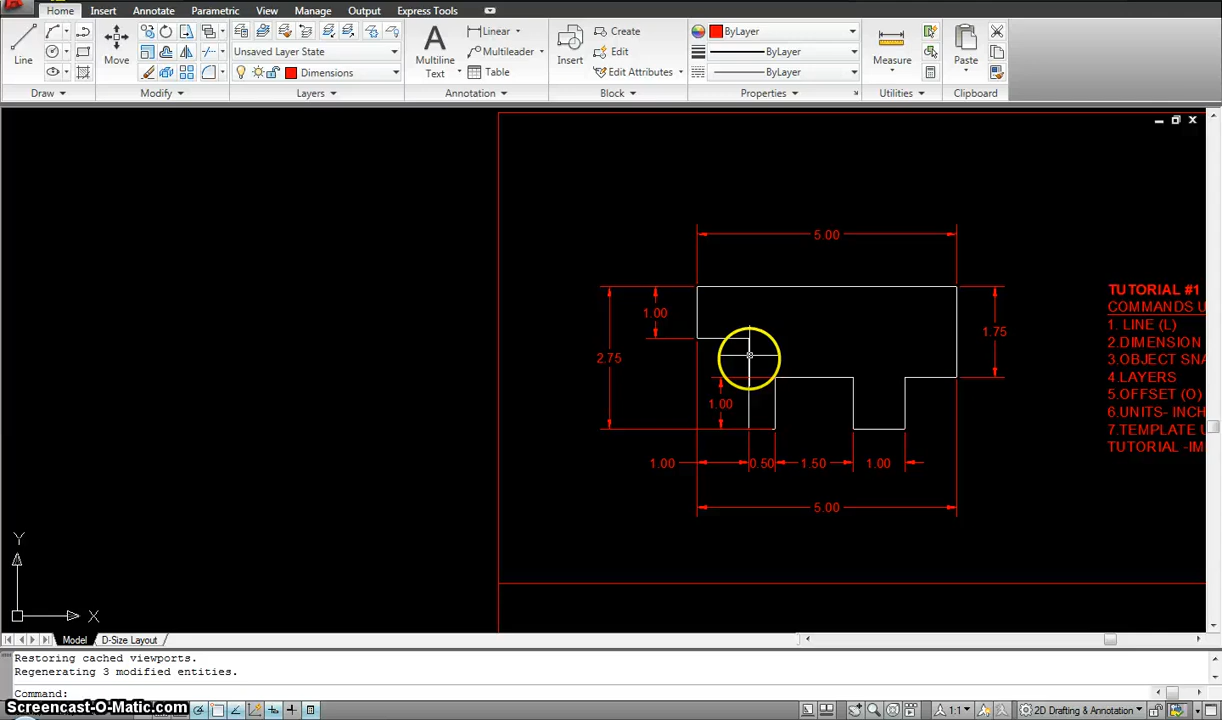 Home Insert Annotate Parametric View Manage Output Express Tools
Line Move Unsaved Layer State Dimensions
Multiline Text Linear Multileader Table
Insert Create Edit Edit Attributes
ByLayer
ByLayer
ByLayer
Measure Paste
Draw Modify Layers Annotation Block Properties Utilities Clipboard
5.00
1.00
2.75
1.75
1.00
1.00 0.50 1.50 1.00
5.00
TUTORIAL #1
COMMANDS U
1. LINE (L)
2.DIMENSION
3.OBJECT SNA
4.LAYERS
5.OFFSET (O)
6.UNITS- INCH
7.TEMPLATE U
TUTORIAL -IM
Y
X
Model D-Size Layout
Restoring cached viewports.
Regenerating 3 modified entities.
Command:
Screencast-O-Matic.com
1:1 2D Drafting & Annotation